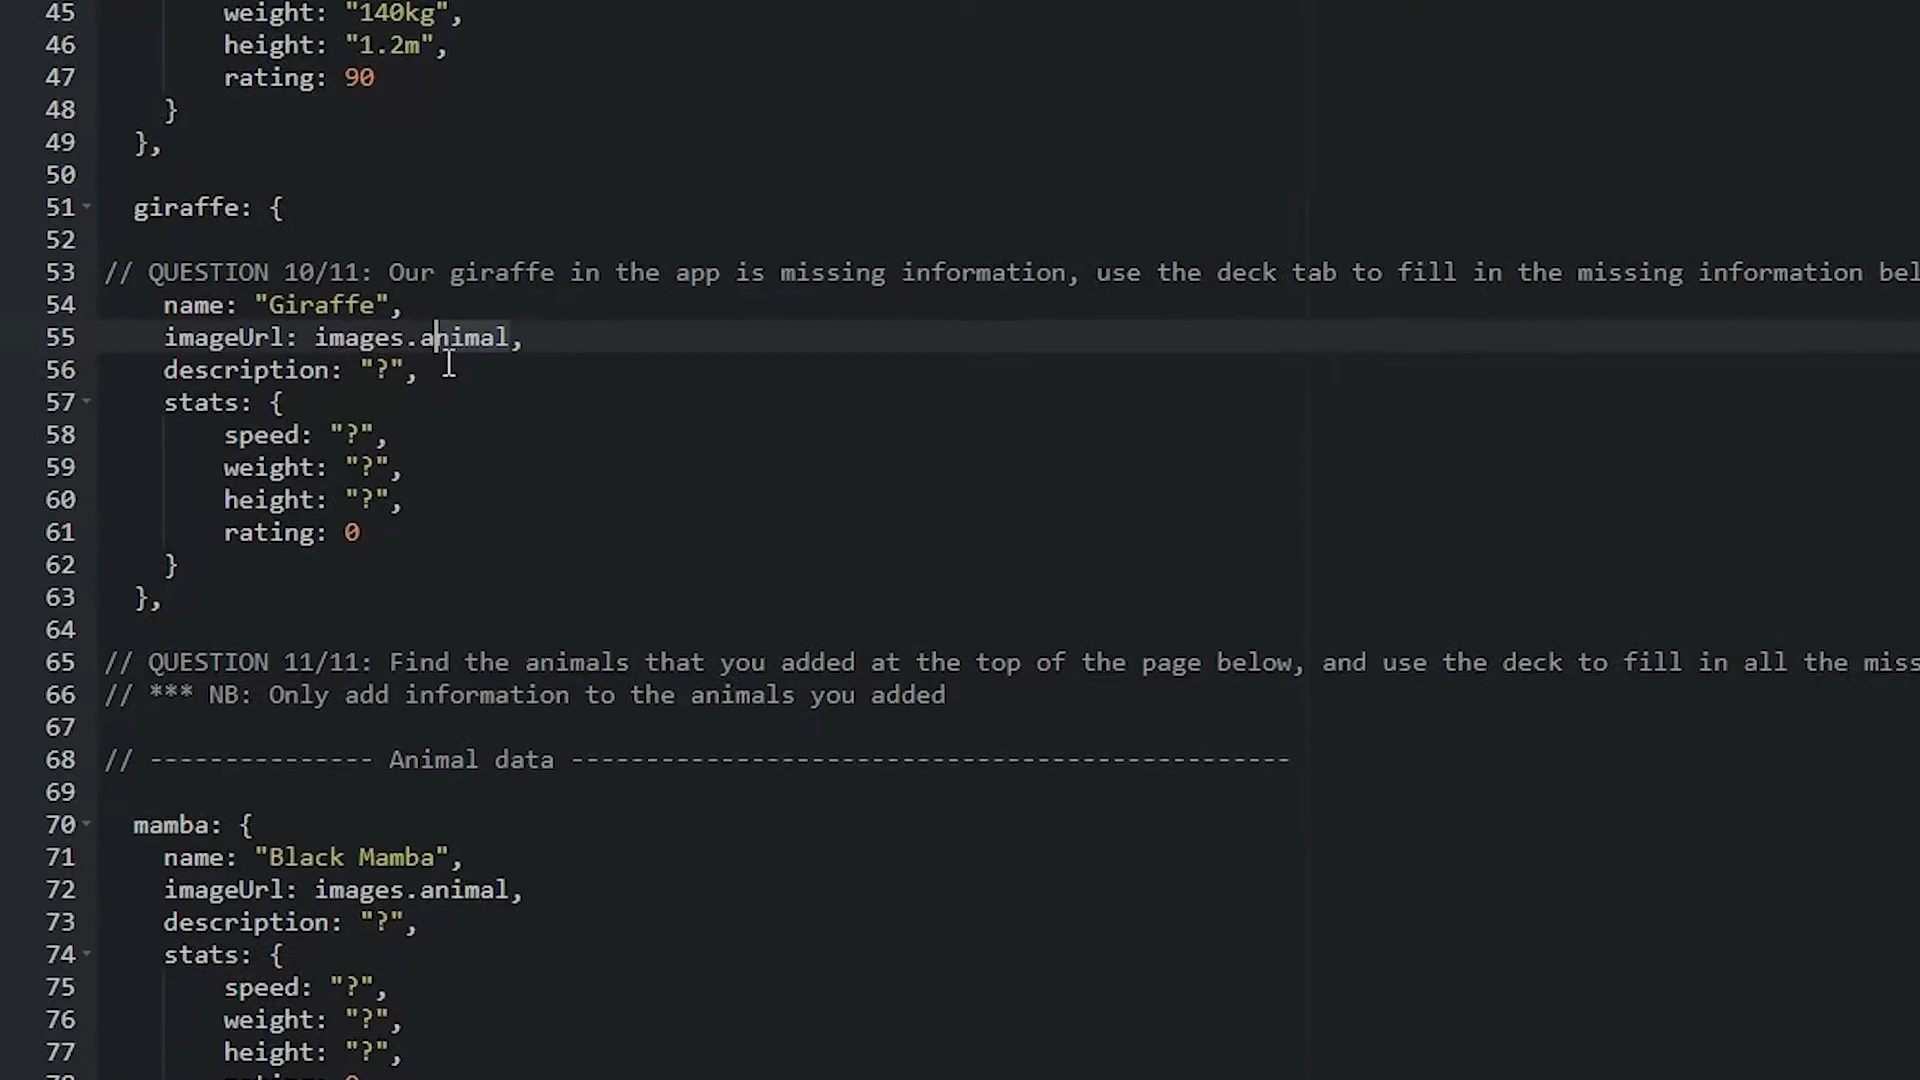 45 weight: "140kg",
46 height: "1.2m",
47 rating: 90
48 }
49 },
50
51 giraffe: {
52
53 // QUESTION 10/11: Our giraffe in the app is missing information, use the deck tab to fill in the missing information
54 name: "Giraffe",
55 imageUrl: images.animal,
56 description: "?",
57 stats: {
58 speed: "?",
59 weight: "?",
60 height: "?",
61 rating: 0
62 }
63 },
64
65 // QUESTION 11/11: Find the animals that you added at the top of the page below, and use the deck to fill in all the
66 // *** NB: Only add information to the animals you added
67
68 // --------------- Animal data ------------------------------------------------
69
70 mamba: {
71 name: "Black Mamba",
72 imageUrl: images.animal,
73 description: "?",
74 stats: {
75 speed: "?",
76 weight: "?",
77 height: "?",